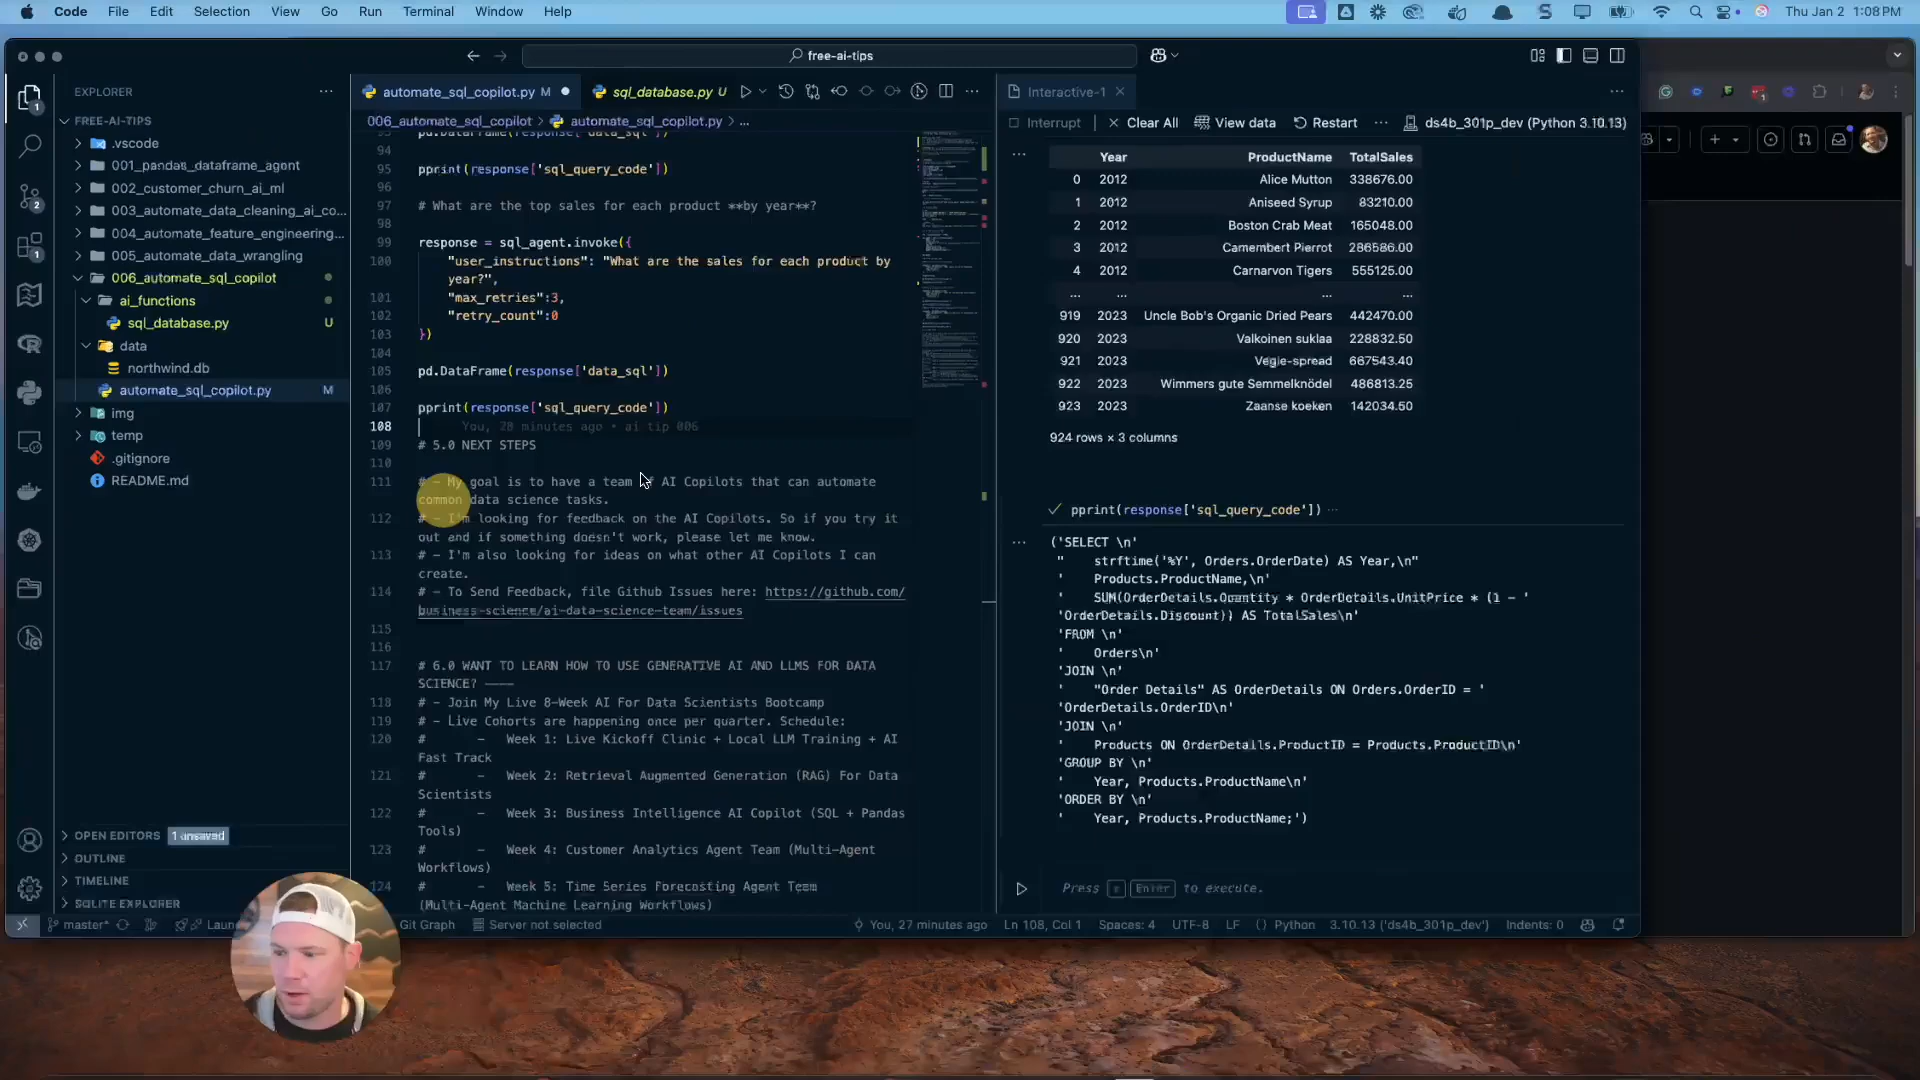 Code File Edit Selection View Go Run Terminal Window Help
Thu Jan 2 1:08 PM
free-ai-tips
EXPLORER
FREE-AI-TIPS
.vscode
001_pandas_dataframe_agent
002_customer_churn_ai_ml
003_automate_data_cleaning_ai_co...
004_automate_feature_engineering...
005_automate_data_wrangling
006_automate_sql_copilot
ai_functions
sql_database.py U
data
northwind.db
automate_sql_copilot.py M
img
temp
.gitignore
README.md
OPEN EDITORS 1 unsaved
OUTLINE
TIMELINE
SQLITE EXPLORER
automate_sql_copilot.py M
sql_database.py U
006_automate_sql_copilot > automate_sql_copilot.py > ...
93 pd.DataFrame(response['data_sql'])
94
95 pprint(response['sql_query_code'])
96
97 # What are the top sales for each product **by year**?
98
99 response = sql_agent.invoke({
100 "user_instructions": "What are the sales for each product by
year?",
101 "max_retries":3,
102 "retry_count":0
103 })
104
105 pd.DataFrame(response['data_sql'])
106
107 pprint(response['sql_query_code'])
108 You, 28 minutes ago • ai tip 006
109 # 5.0 NEXT STEPS
110
111 # - My goal is to have a team of AI Copilots that can automate
common data science tasks.
112 # - I'm looking for feedback on the AI Copilots. So if you try it
out and if something doesn't work, please let me know.
113 # - I'm also looking for ideas on what other AI Copilots I can
create.
114 # - To Send Feedback, file Github Issues here: https://github.com/
business-science/ai-data-science-team/issues
115
116
117 # 6.0 WANT TO LEARN HOW TO USE GENERATIVE AI AND LLMS FOR DATA
SCIENCE? ----
118 # - Join My Live 8-Week AI For Data Scientists Bootcamp
119 # - Live Cohorts are happening once per quarter. Schedule:
120 # - Week 1: Live Kickoff Clinic + Local LLM Training + AI
Fast Track
121 # - Week 2: Retrieval Augmented Generation (RAG) For Data
Scientists
122 # - Week 3: Business Intelligence AI Copilot (SQL + Pandas
Tools)
123 # - Week 4: Customer Analytics Agent Team (Multi-Agent
Workflows)
124 # - Week 5: Time Series Forecasting Agent Team
(Multi-Agent Machine Learning Workflows)
Interactive-1
Interrupt Clear All View data Restart ... ds4b_301p_dev (Python 3.10.13)
Year ProductName TotalSales
0 2012 Alice Mutton 338676.00
1 2012 Aniseed Syrup 83210.00
2 2012 Boston Crab Meat 165048.00
3 2012 Camembert Pierrot 286586.00
4 2012 Carnarvon Tigers 555125.00
... ... ... ...
919 2023 Uncle Bob's Organic Dried Pears 442470.00
920 2023 Valkoinen suklaa 228832.50
921 2023 Vegie-spread 667543.40
922 2023 Wimmers gute Semmelknödel 486813.25
923 2023 Zaanse koeken 142034.50
924 rows × 3 columns
pprint(response['sql_query_code']) ...
('SELECT \n'
" strftime('%Y', Orders.OrderDate) AS Year,\n"
' Products.ProductName,\n'
' SUM(OrderDetails.Quantity * OrderDetails.UnitPrice * (1 - '
'OrderDetails.Discount)) AS TotalSales\n'
'FROM \n'
' Orders\n'
'JOIN \n'
' "Order Details" AS OrderDetails ON Orders.OrderID = '
'OrderDetails.OrderID\n'
'JOIN \n'
' Products ON OrderDetails.ProductID = Products.ProductID\n'
'GROUP BY \n'
' Year, Products.ProductName\n'
'ORDER BY \n'
' Year, Products.ProductName;')
Press Enter to execute.
master* Git Graph Server not selected You, 27 minutes ago Ln 108, Col 1 Spaces: 4 UTF-8 LF Python 3.10.13 ('ds4b_301p_dev') Indents: 0